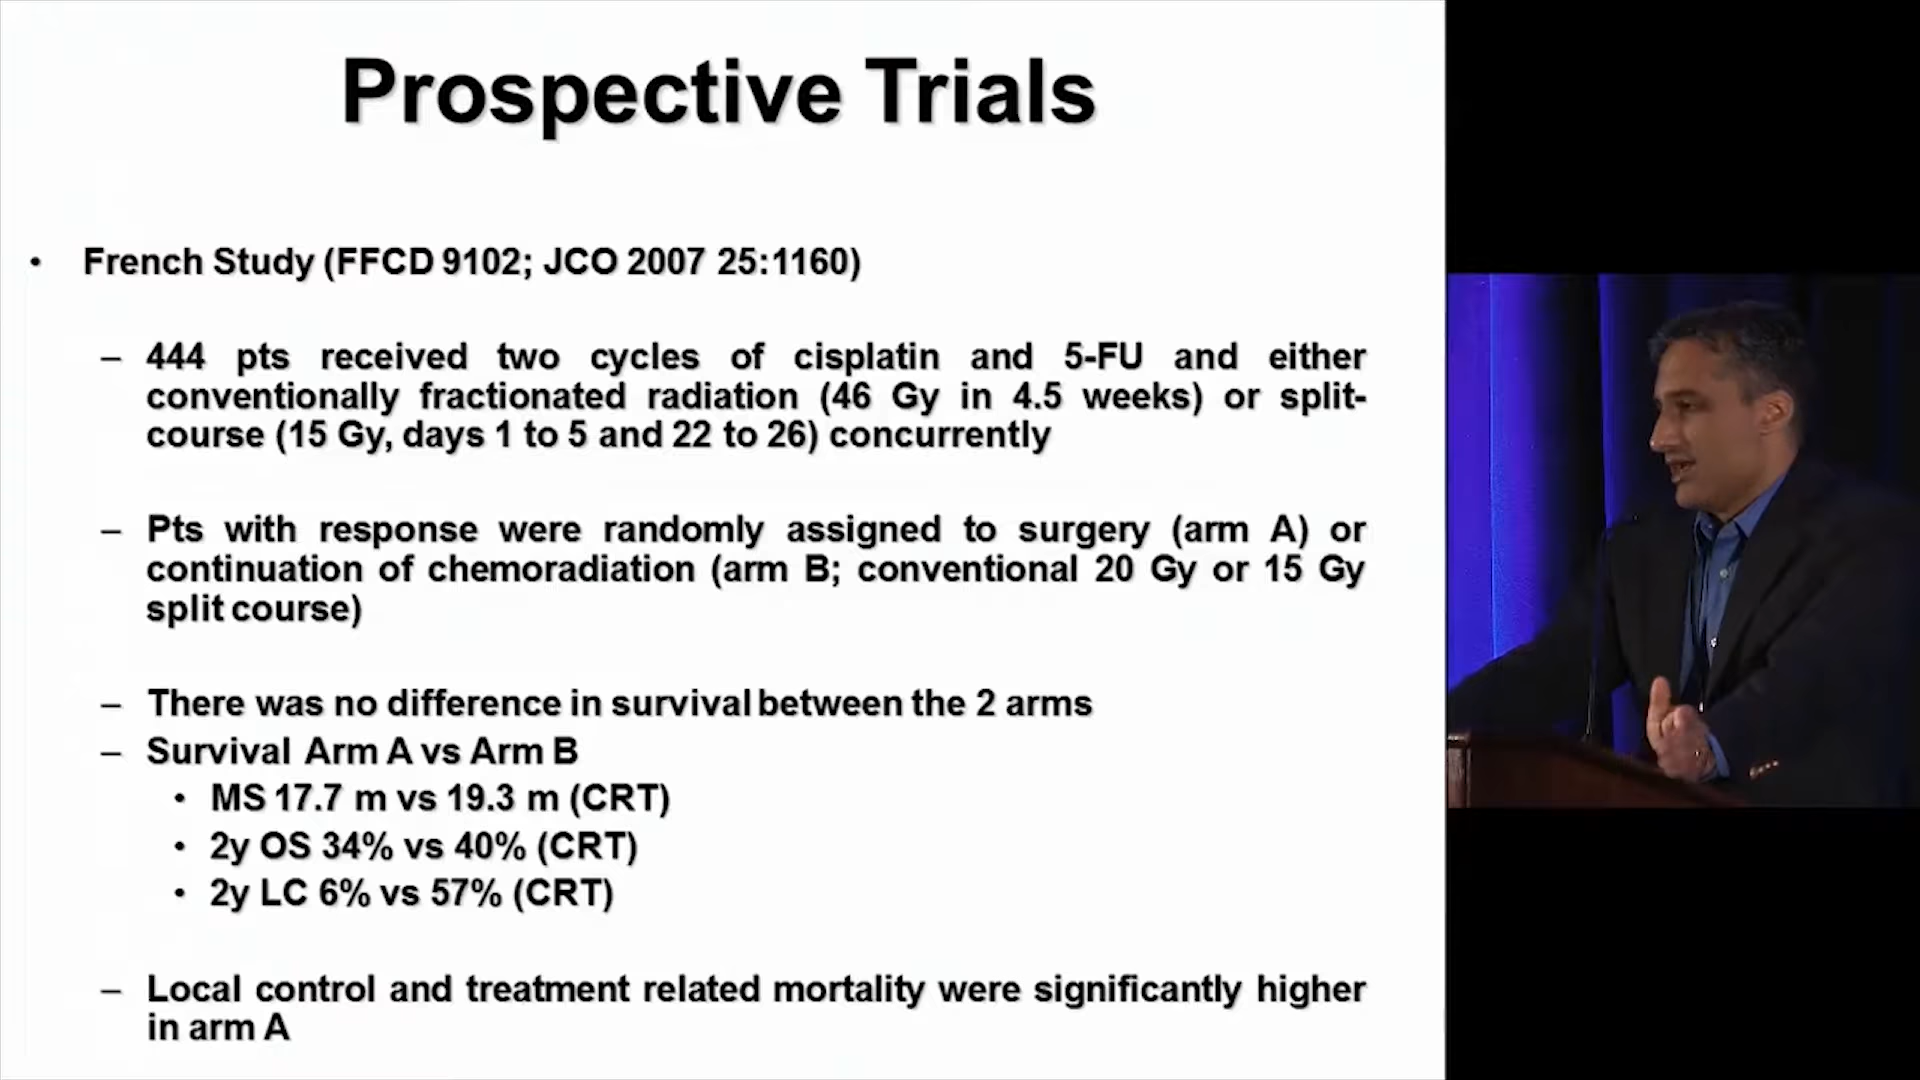 Prospective Trials
• French Study (FFCD 9102; JCO 2007 25:1160)
– 444 pts received two cycles of cisplatin and 5-FU and either
conventionally fractionated radiation (46 Gy in 4.5 weeks) or split-
course (15 Gy, days 1 to 5 and 22 to 26) concurrently
– Pts with response were randomly assigned to surgery (arm A) or
continuation of chemoradiation (arm B; conventional 20 Gy or 15 Gy
split course)
– There was no difference in survival between the 2 arms
– Survival Arm A vs Arm B
• MS 17.7 m vs 19.3 m (CRT)
• 2y OS 34% vs 40% (CRT)
• 2y LC 6% vs 57% (CRT)
– Local control and treatment related mortality were significantly higher
in arm A